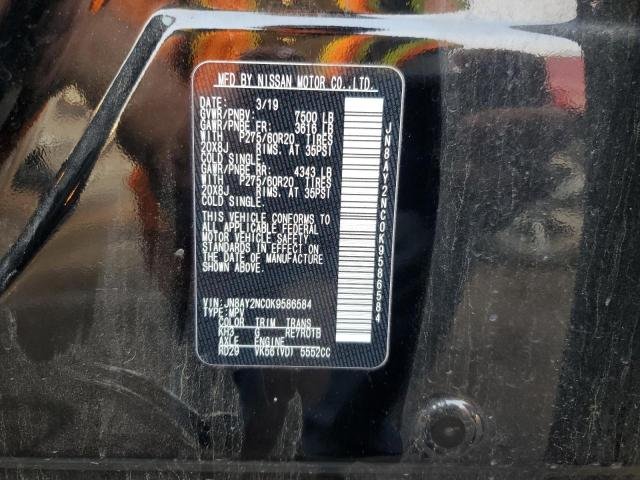 MFD BY NISSAN MOTOR CO.,LTD.
DATE: 3/19
GVWR/PNBV: 7500 LB
GAWR/PNBE FR: 3616 LB
WITH P275/60R20 TIRES
20X8J RIMS. AT 35PSI
COLD SINGLE.
GAWR/PNBE RR: 4343 LB
WITH P275/60R20 TIRES
20X8J RIMS. AT 35PSI
COLD SINGLE.
THIS VEHICLE CONFORMS TO
ALL APPLICABLE FEDERAL
MOTOR VEHICLE SAFETY
STANDARDS IN EFFECT ON
THE DATE OF MANUFACTURE
SHOWN ABOVE.
VIN: JN8AY2NC0K9586584
TYPE: MPV
COLOR TRIM TRANS
KH3 G RE7R01B
AXLE ENGINE
RD29 VK56(VD) 5552CC
JN8AY2NC0K9586584